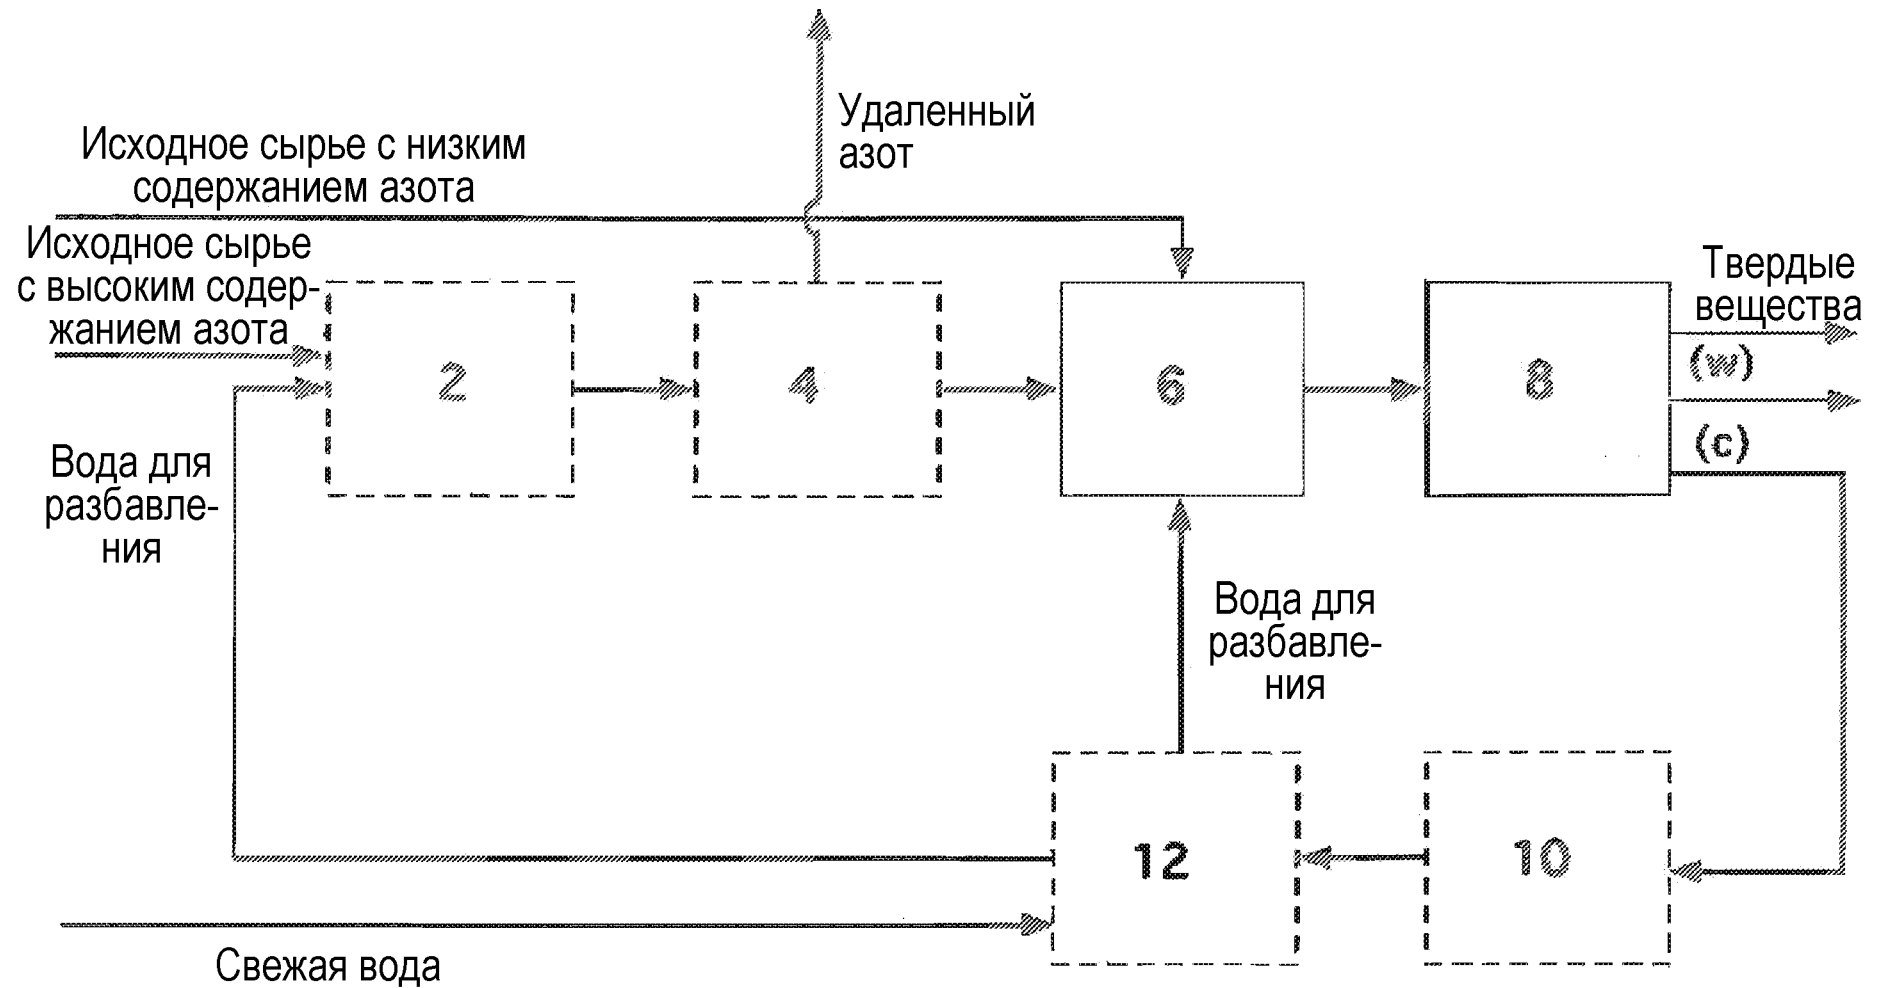 Удаленный
азот
Исходное сырье с низким
содержанием азота
Исходное сырье
с высоким содер-
жанием азота
Твердые
вещества
2
4
6
8
(w)
(c)
Вода для
разбавле-
ния
Вода для
разбавле-
ния
12
10
Свежая вода